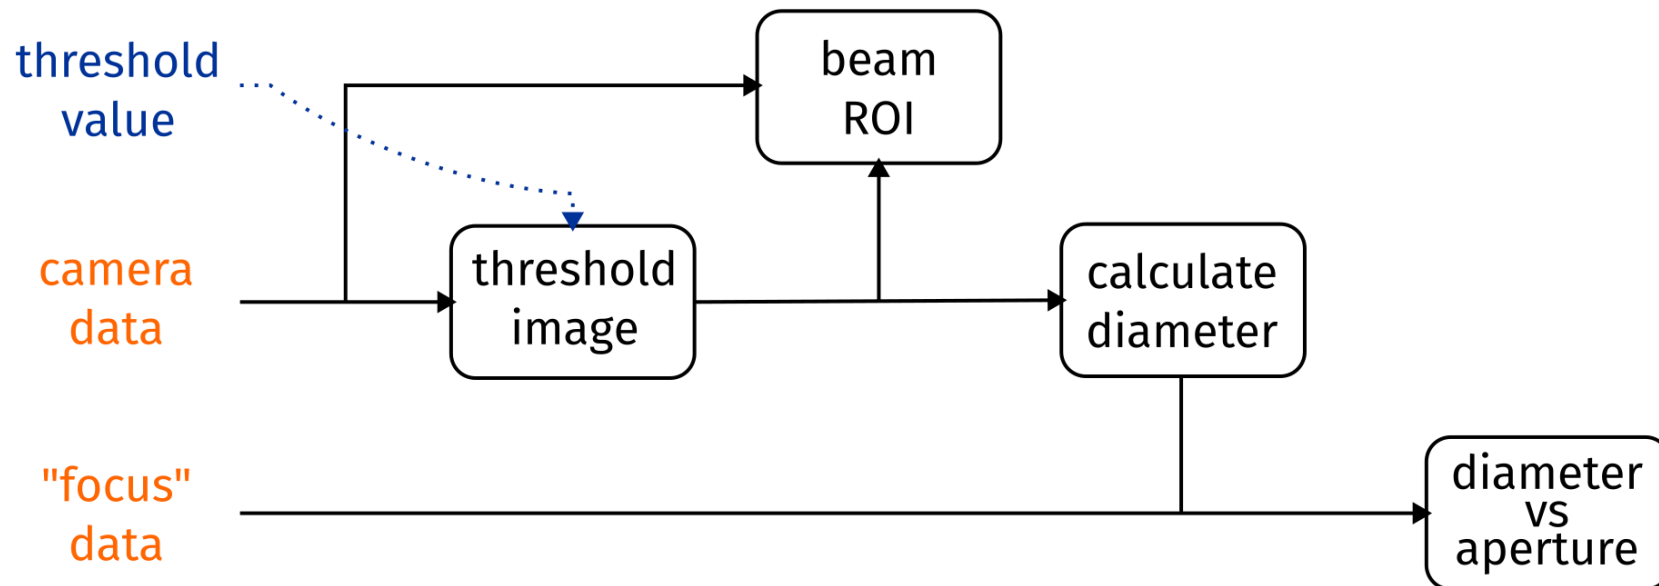 threshold
value
beam
ROI
camera
data
threshold
image
calculate
diameter
"focus"
data
diameter
vs
aperture